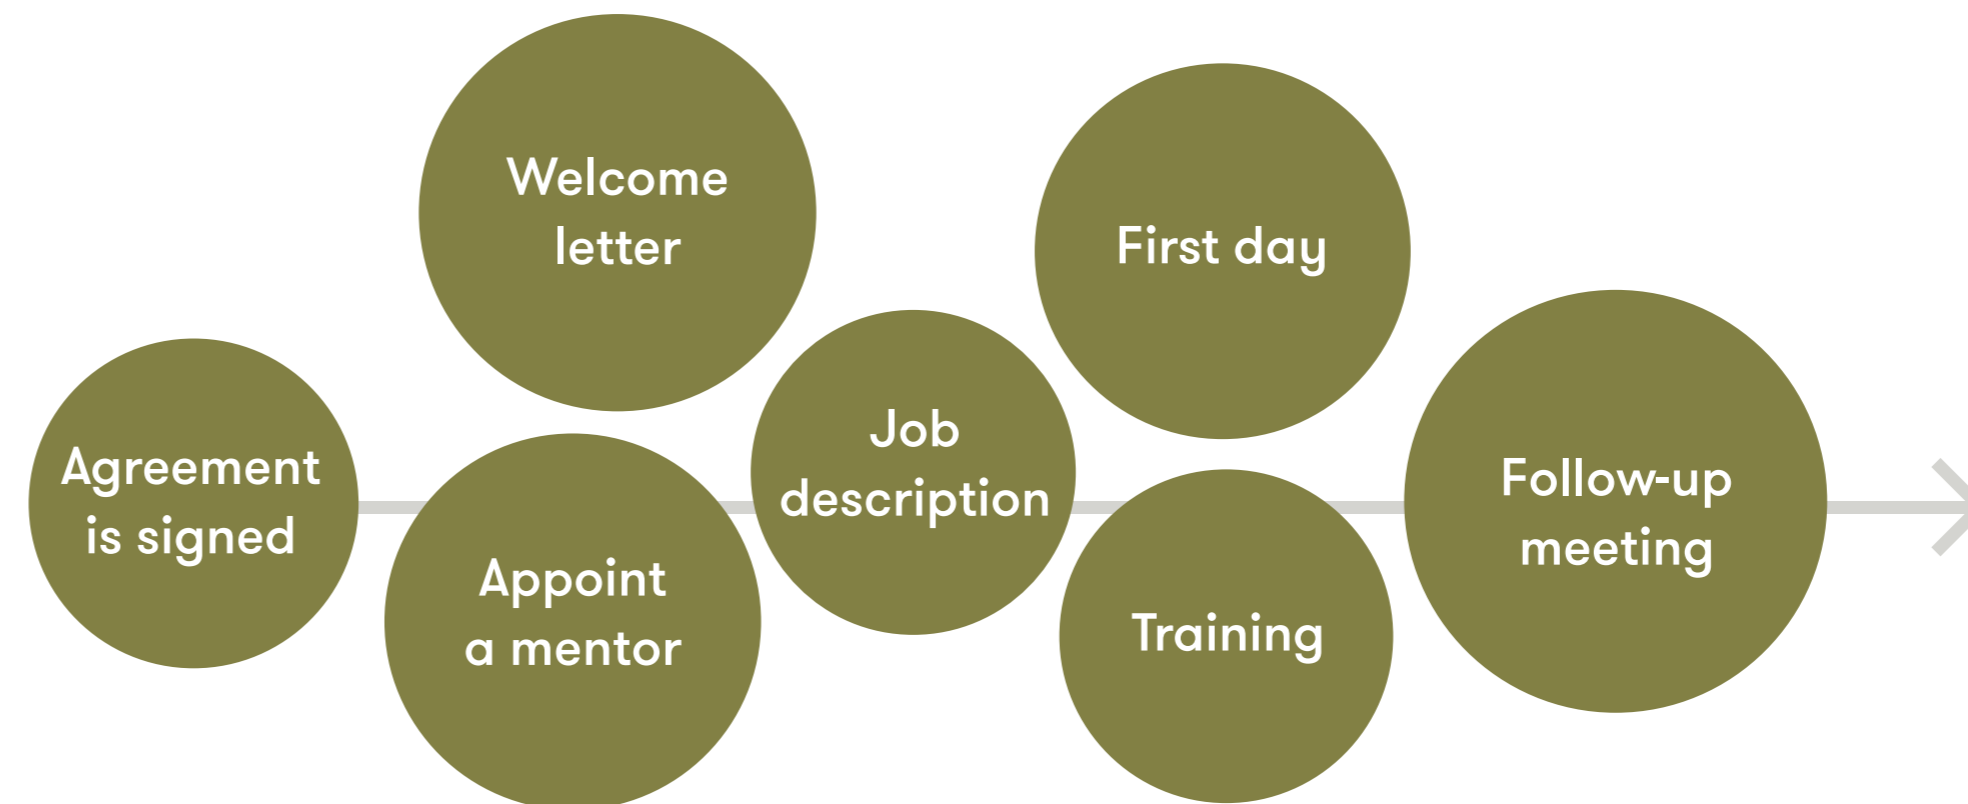 Agreement
is signed
Welcome
letter
Appoint
a mentor
Job
description
First day
Training
Follow-up
meeting